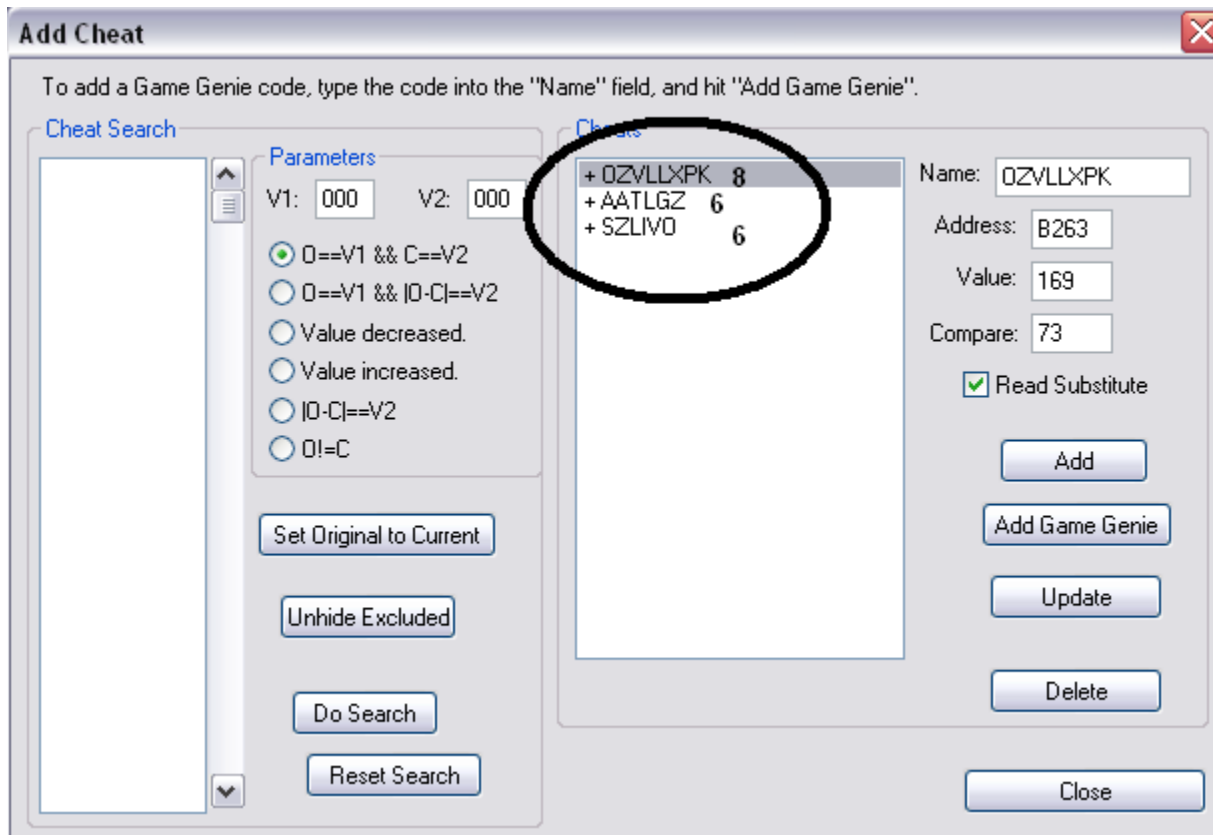 Add Cheat
To add a Game Genie code, type the code into the "Name" field, and hit "Add Game Genie".
Cheat Search
Parameters
V1: 000 V2: 000
O==V1 && C==V2
O==V1 && |O-C|==V2
Value decreased.
Value increased.
|O-C|==V2
O!=C
Set Original to Current
Unhide Excluded
Do Search
Reset Search
Cheats
+ OZVLLXPK 8
+ AATLGZ 6
+ SZLIVO 6
Name: OZVLLXPK
Address: B263
Value: 169
Compare: 73
Read Substitute
Add
Add Game Genie
Update
Delete
Close